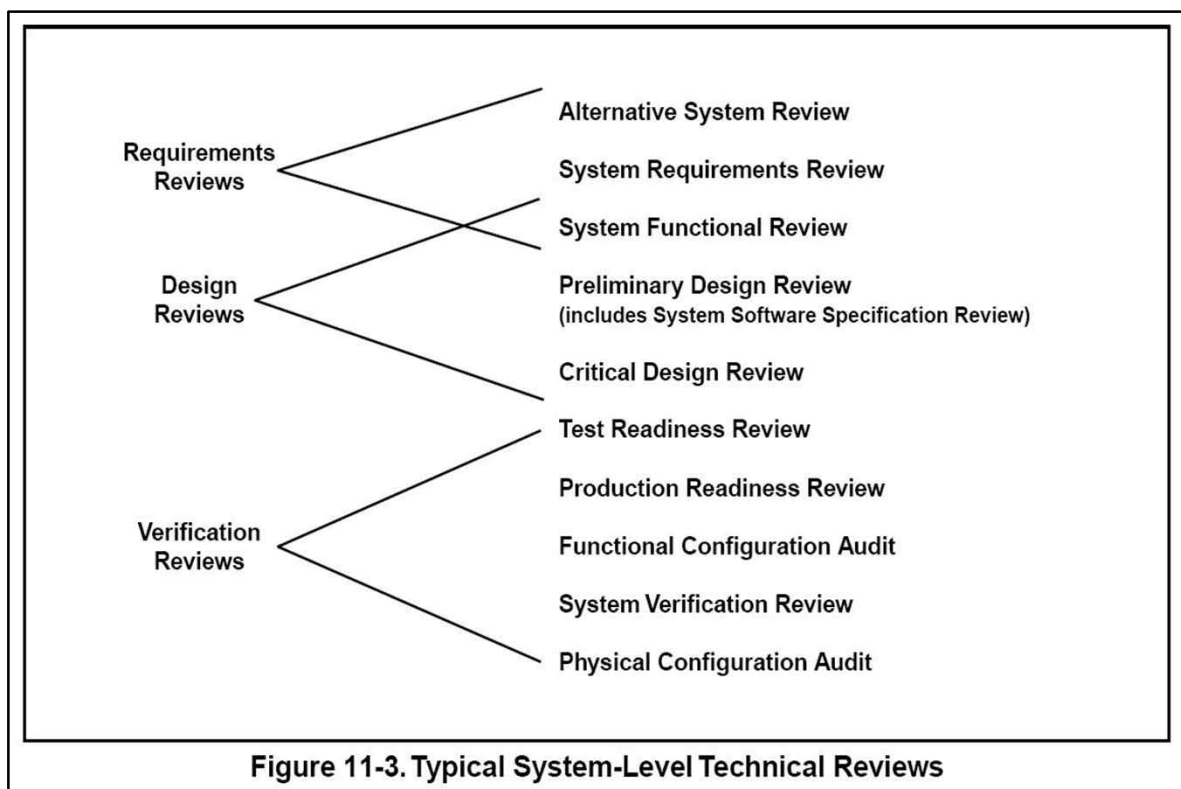 Requirements
Reviews
Design
Reviews
Verification
Reviews
Alternative System Review
System Requirements Review
System Functional Review
Preliminary Design Review
(includes System Software Specification Review)
Critical Design Review
Test Readiness Review
Production Readiness Review
Functional Configuration Audit
System Verification Review
Physical Configuration Audit
Figure 11-3. Typical System-Level Technical Reviews